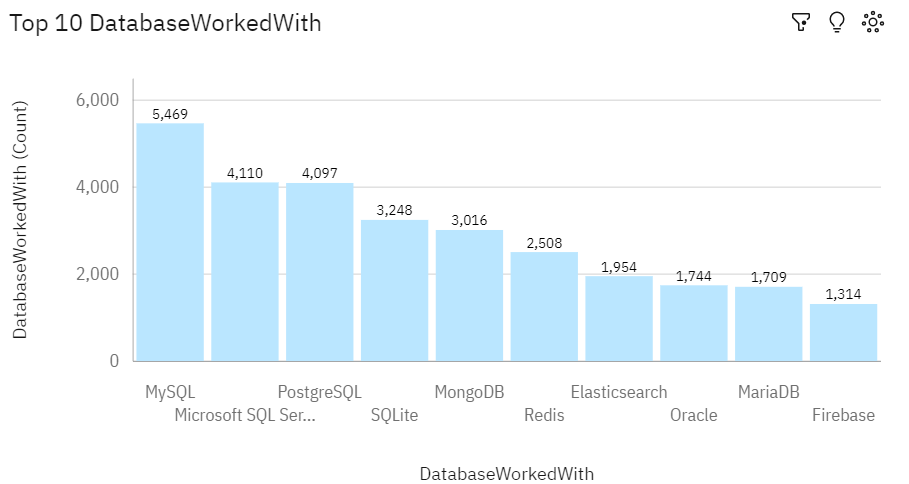 Top 10 DatabaseWorkedWith
DatabaseWorkedWith (Count)
6,000
4,000
2,000
0
5,469
4,110
4,097
3,248
3,016
2,508
1,954
1,744
1,709
1,314
MySQL
Microsoft SQL Ser...
PostgreSQL
SQLite
MongoDB
Redis
Elasticsearch
Oracle
MariaDB
Firebase
DatabaseWorkedWith